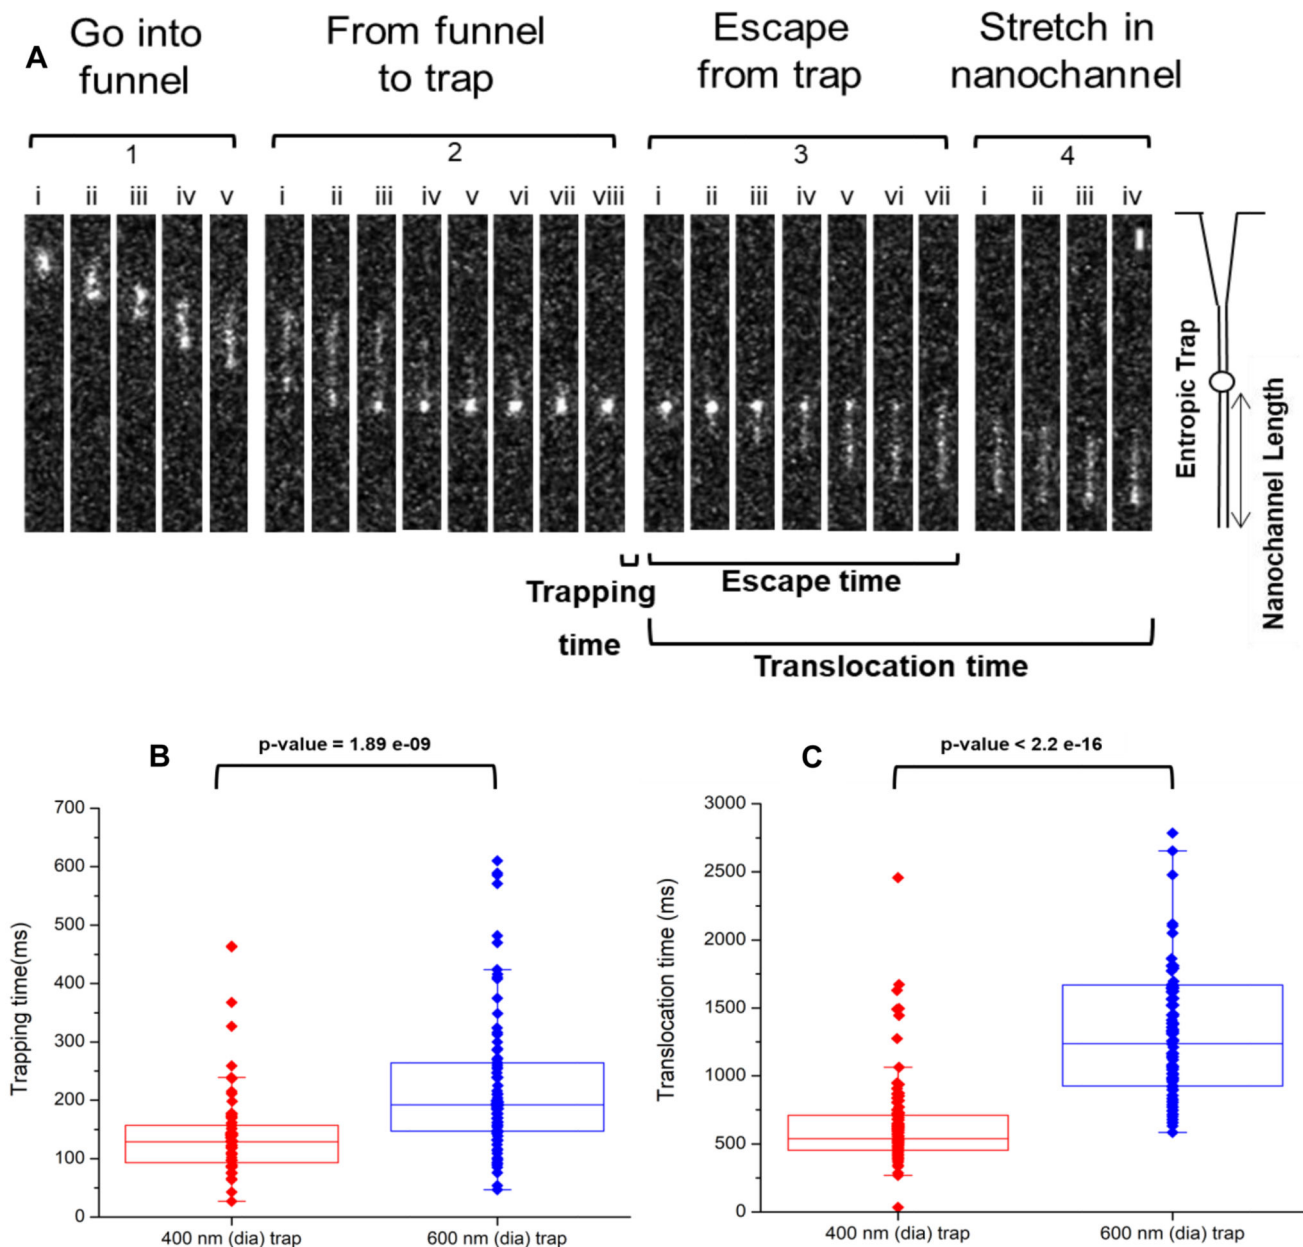 A
Go into
funnel
From funnel
to trap
Escape
from trap
Stretch in
nanochannel
1
2
3
4
i ii iii iv v
i ii iii iv v vi vii viii
i ii iii iv v vi vii
i ii iii iv
Entropic Trap
Nanochannel Length
Trapping
time
Escape time
Translocation time
B
p-value = 1.89 e-09
Trapping time(ms)
700
600
500
400
300
200
100
0
400 nm (dia) trap
600 nm (dia) trap
C
p-value < 2.2 e-16
Translocation time (ms)
3000
2500
2000
1500
1000
500
0
400 nm (dia) trap
600 nm (dia) trap